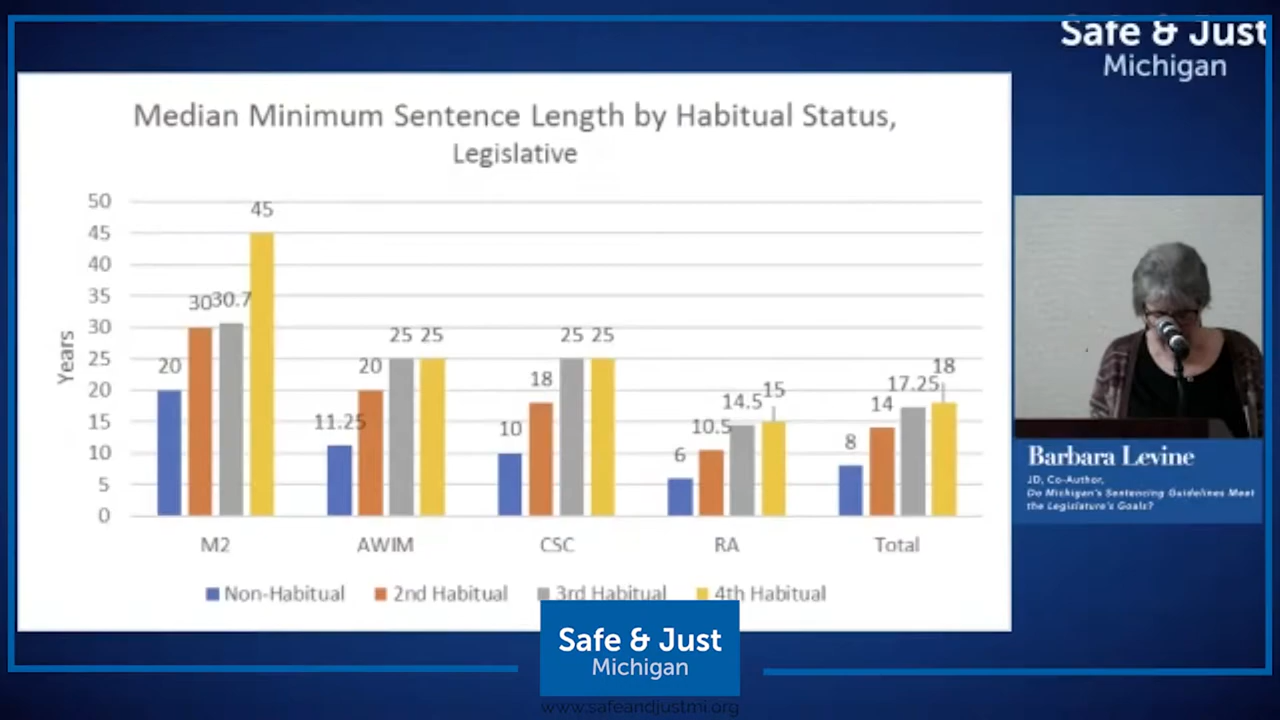 Safe & Just
Michigan
Median Minimum Sentence Length by Habitual Status,
Legislative
Years
50
45
40
35
30
25
20
15
10
5
0
20
30
30.7
45
11.25
20
25
25
10
18
25
25
6
10.5
14.5
15
8
14
17.25
18
M2
AWIM
CSC
RA
Total
Non-Habitual
2nd Habitual
3rd Habitual
4th Habitual
Barbara Levine
JD, Co-Author,
Do Michigan's Sentencing Guidelines Meet
the Legislature's Goals?
Safe & Just
Michigan
www.safeandjustmi.org